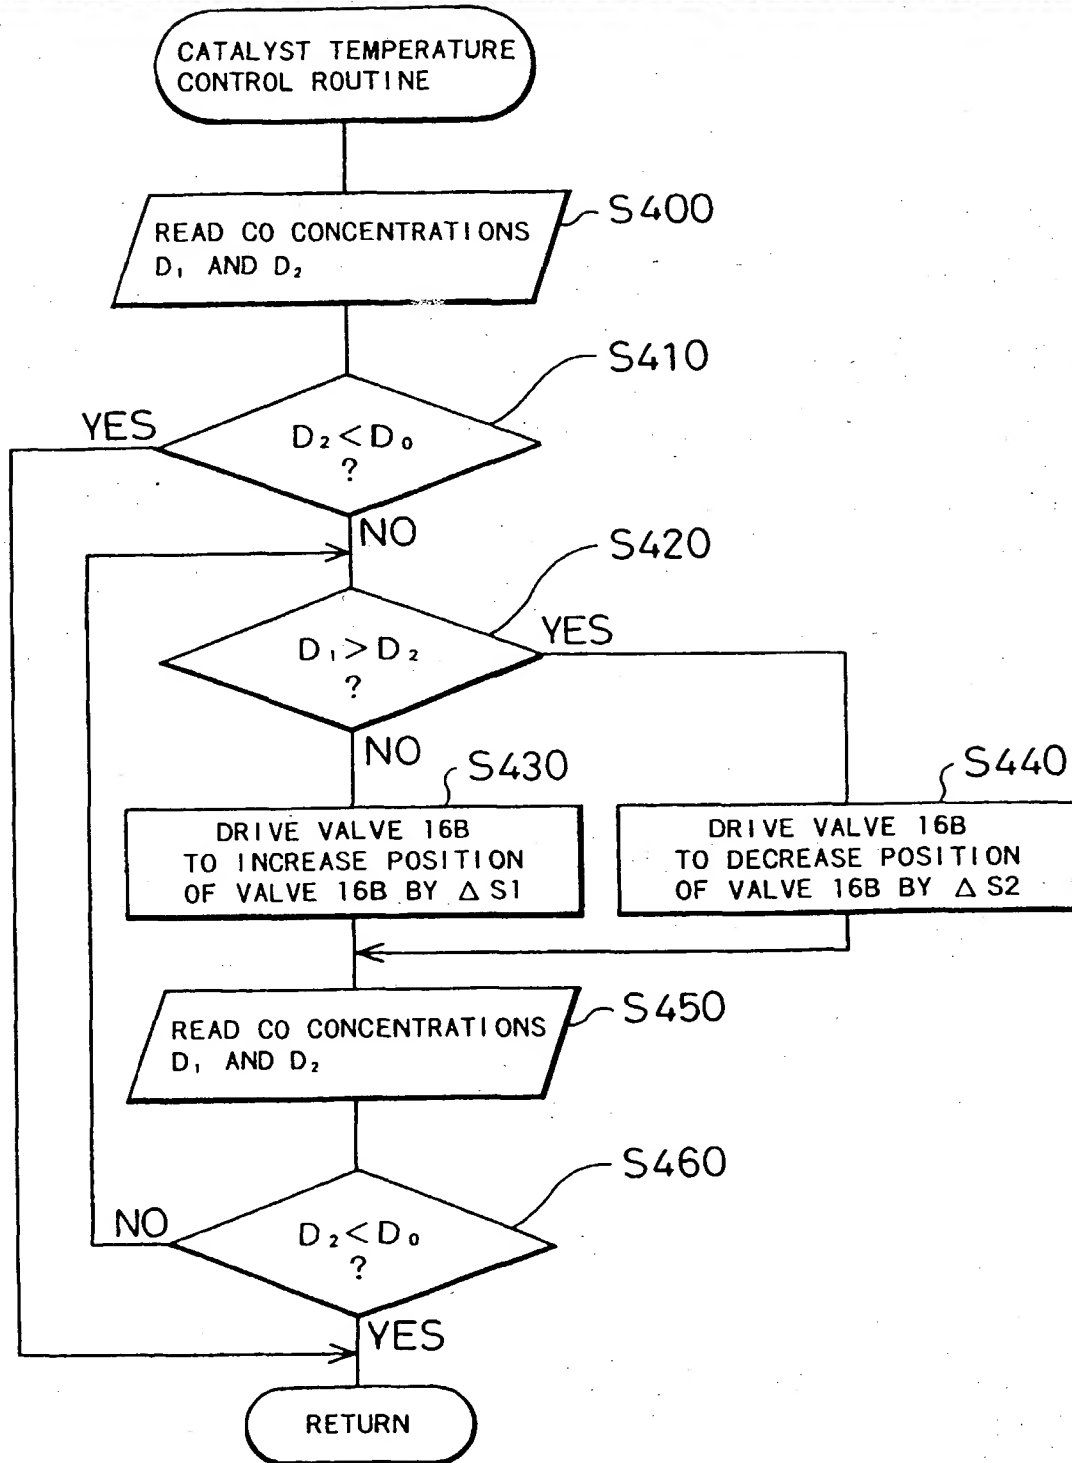 CATALYST TEMPERATURE
CONTROL ROUTINE
READ CO CONCENTRATIONS
D₁ AND D₂
S400
S410
YES
D₂<D₀
?
NO
S420
D₁>D₂
?
YES
NO
S430
S440
DRIVE VALVE 16B
TO INCREASE POSITION
OF VALVE 16B BY △ S1
DRIVE VALVE 16B
TO DECREASE POSITION
OF VALVE 16B BY △ S2
READ CO CONCENTRATIONS
D₁ AND D₂
S450
S460
NO
D₂<D₀
?
YES
RETURN